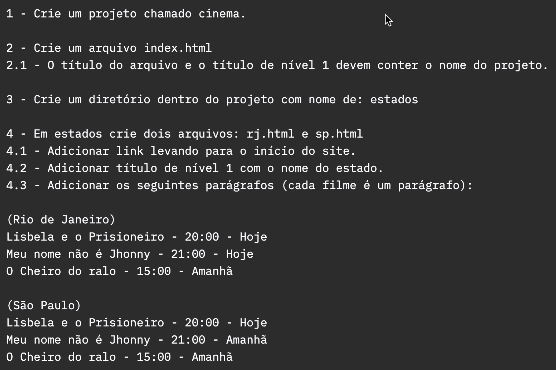 1 - Crie um projeto chamado cinema.
2 - Crie um arquivo index.html
2.1 - O título do arquivo e o título de nível 1 devem conter o nome do projeto.
3 - Crie um diretório dentro do projeto com nome de: estados
4 - Em estados crie dois arquivos: rj.html e sp.html
4.1 - Adicionar link levando para o início do site.
4.2 - Adicionar título de nível 1 com o nome do estado.
4.3 - Adicionar os seguintes parágrafos (cada filme é um parágrafo):
(Rio de Janeiro)
Lisbela e o Prisioneiro - 20:00 - Hoje
Meu nome não é Jhonny - 21:00 - Hoje
O Cheiro do ralo - 15:00 - Amanhã
(São Paulo)
Lisbela e o Prisioneiro - 20:00 - Hoje
Meu nome não é Jhonny - 21:00 - Amanhã
O Cheiro do ralo - 15:00 - Amanhã